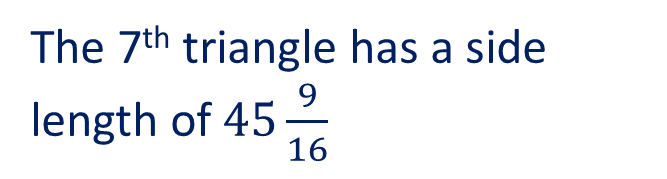 The 7th triangle has a side
length of 45 9/16